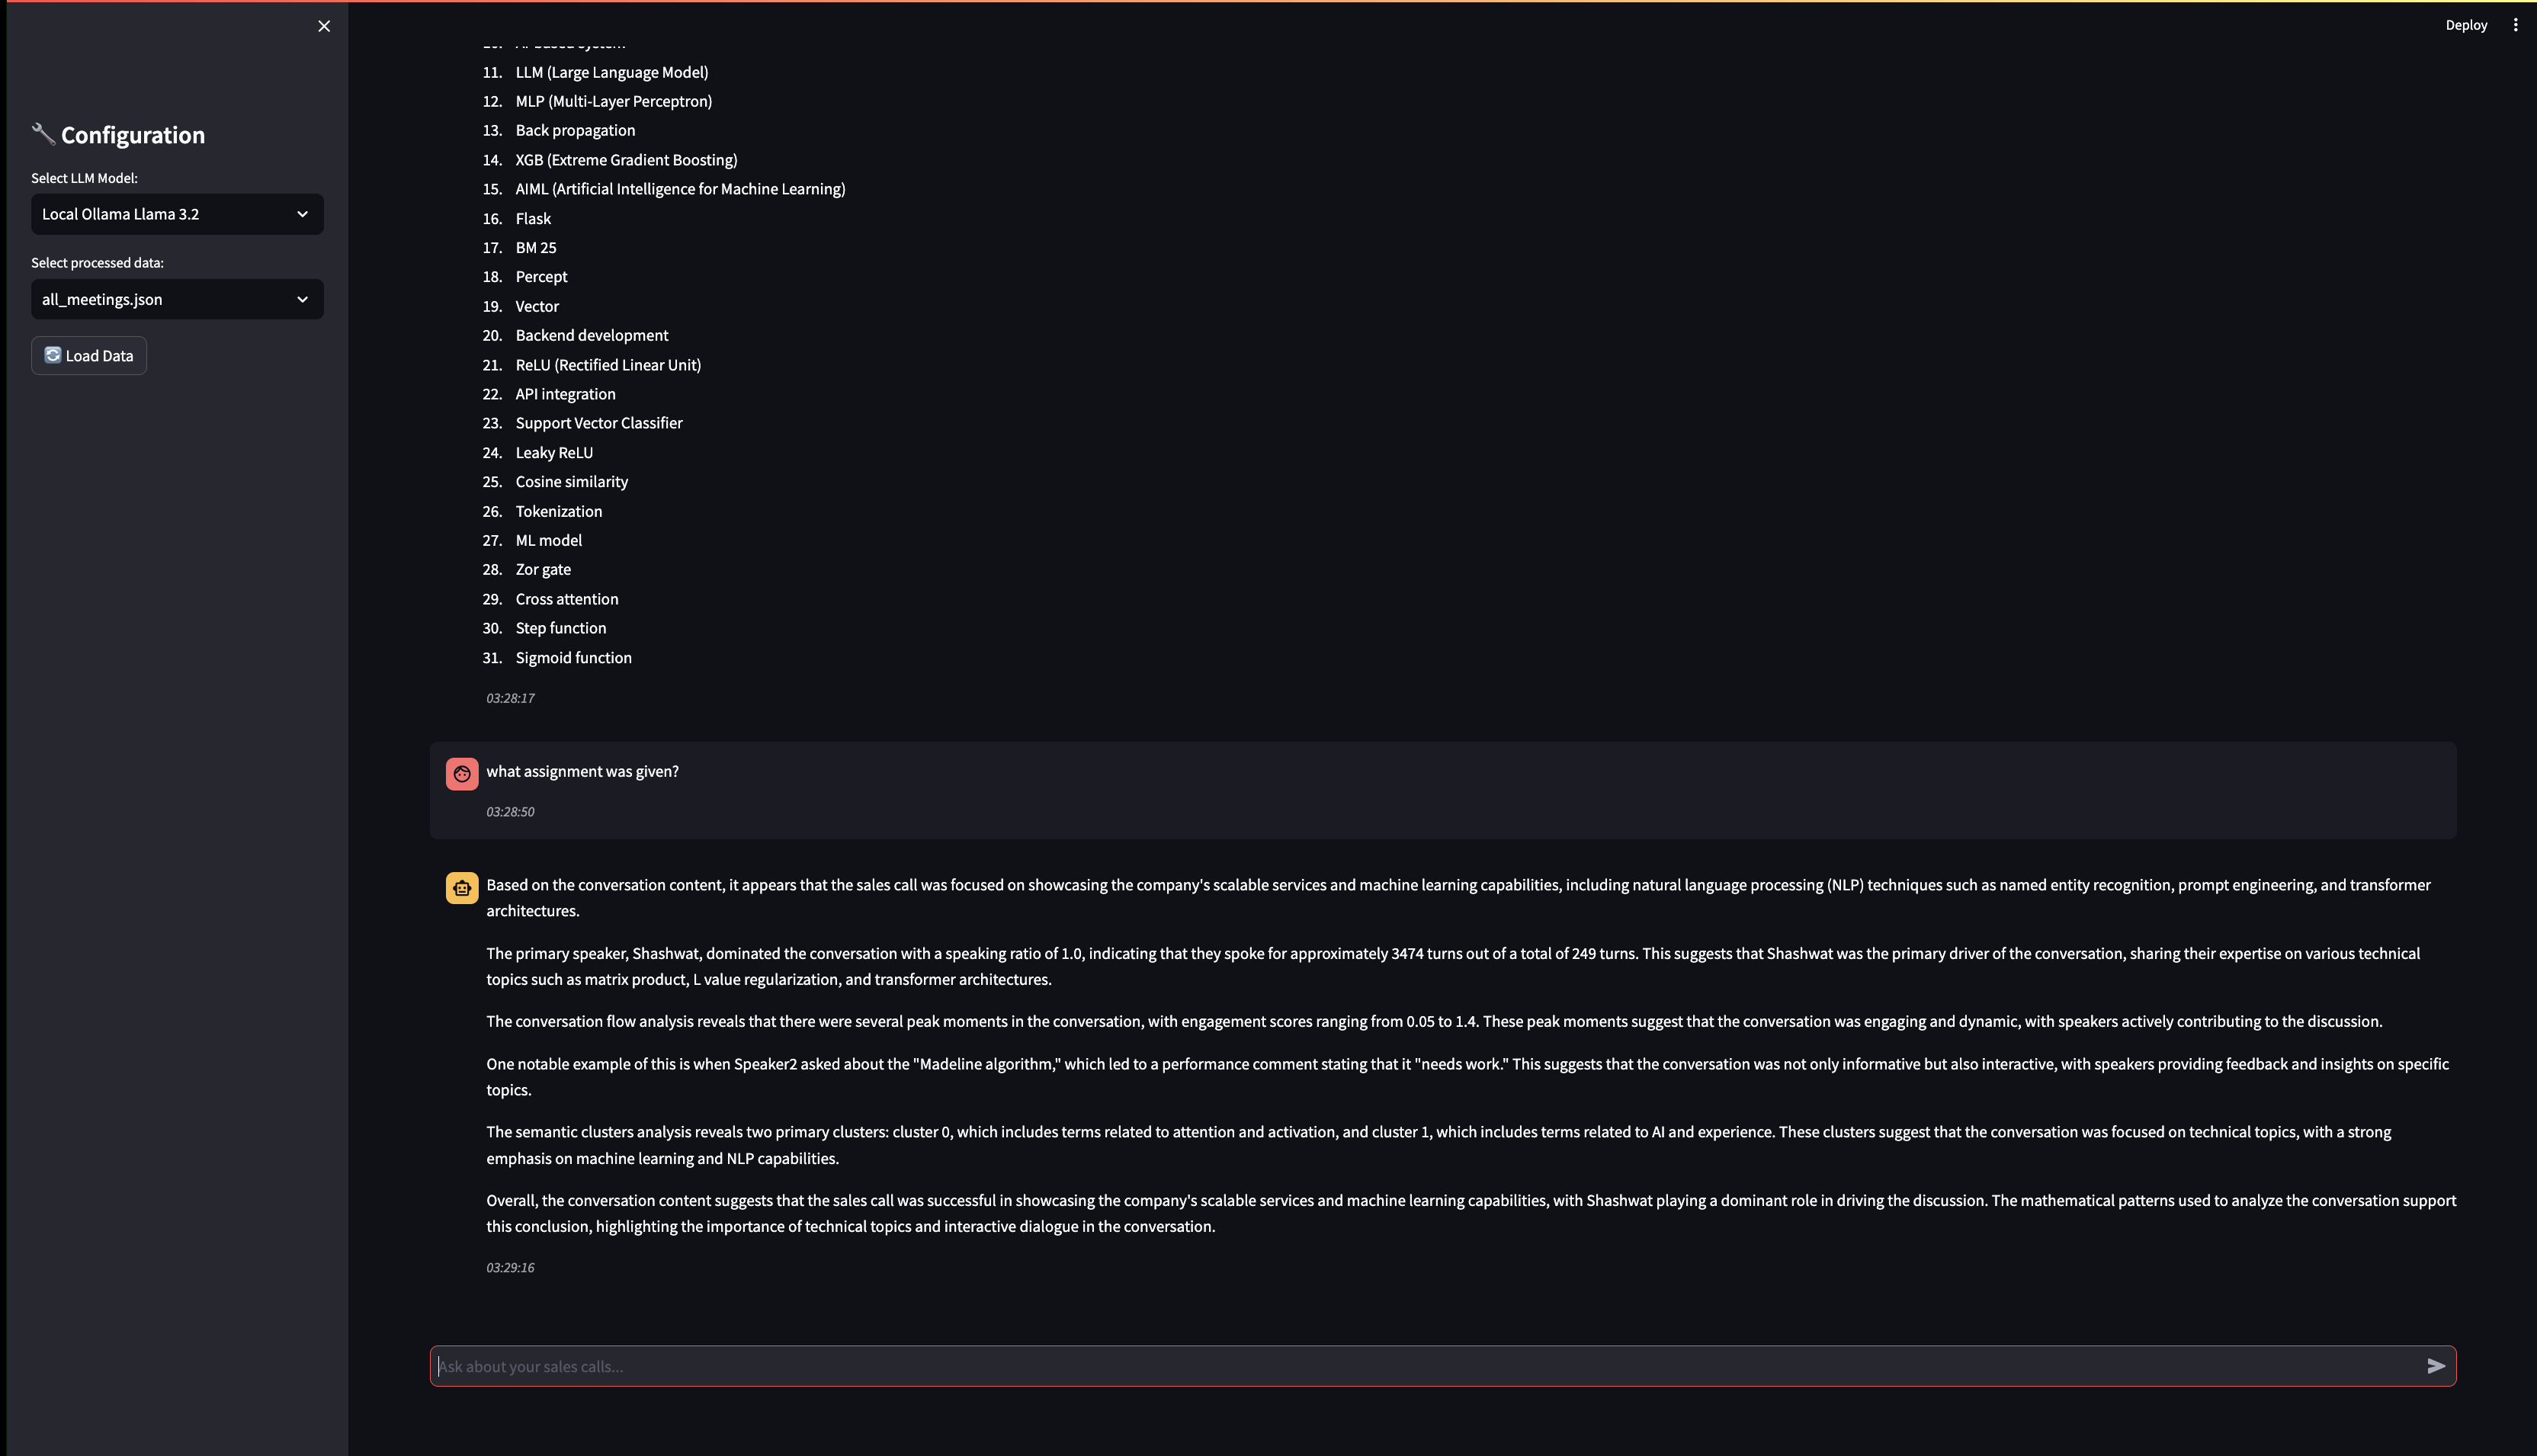 Deploy
🔧 Configuration
Select LLM Model:
Local Ollama Llama 3.2
Select processed data:
all_meetings.json
Load Data
11. LLM (Large Language Model)
12. MLP (Multi-Layer Perceptron)
13. Back propagation
14. XGB (Extreme Gradient Boosting)
15. AIML (Artificial Intelligence for Machine Learning)
16. Flask
17. BM 25
18. Percept
19. Vector
20. Backend development
21. ReLU (Rectified Linear Unit)
22. API integration
23. Support Vector Classifier
24. Leaky ReLU
25. Cosine similarity
26. Tokenization
27. ML model
28. Zor gate
29. Cross attention
30. Step function
31. Sigmoid function
03:28:17
what assignment was given?
03:28:50
Based on the conversation content, it appears that the sales call was focused on showcasing the company's scalable services and machine learning capabilities, including natural language processing (NLP) techniques such as named entity recognition, prompt engineering, and transformer
architectures.
The primary speaker, Shashwat, dominated the conversation with a speaking ratio of 1.0, indicating that they spoke for approximately 3474 turns out of a total of 249 turns. This suggests that Shashwat was the primary driver of the conversation, sharing their expertise on various technical
topics such as matrix product, L value regularization, and transformer architectures.
The conversation flow analysis reveals that there were several peak moments in the conversation, with engagement scores ranging from 0.05 to 1.4. These peak moments suggest that the conversation was engaging and dynamic, with speakers actively contributing to the discussion.
One notable example of this is when Speaker2 asked about the "Madeline algorithm," which led to a performance comment stating that it "needs work." This suggests that the conversation was not only informative but also interactive, with speakers providing feedback and insights on specific
topics.
The semantic clusters analysis reveals two primary clusters: cluster 0, which includes terms related to attention and activation, and cluster 1, which includes terms related to AI and experience. These clusters suggest that the conversation was focused on technical topics, with a strong
emphasis on machine learning and NLP capabilities.
Overall, the conversation content suggests that the sales call was successful in showcasing the company's scalable services and machine learning capabilities, with Shashwat playing a dominant role in driving the discussion. The mathematical patterns used to analyze the conversation support
this conclusion, highlighting the importance of technical topics and interactive dialogue in the conversation.
03:29:16
Ask about your sales calls...